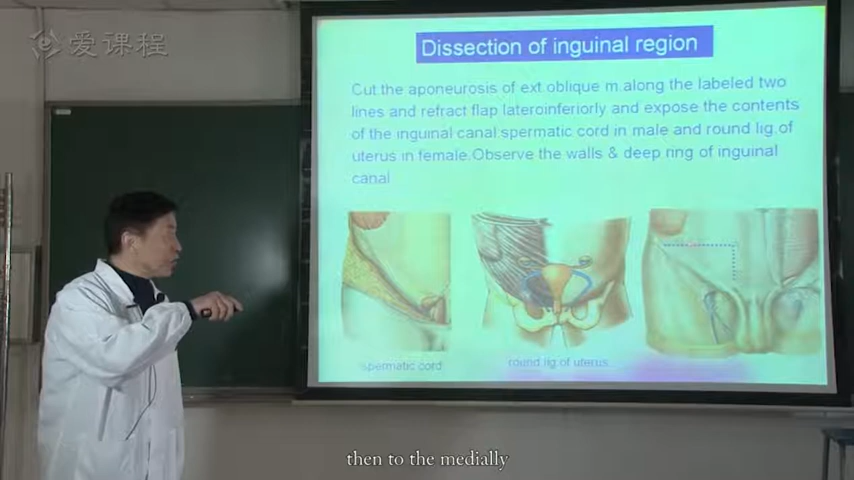 爱课程
Dissection of inguinal region
Cut the aponeurosis of ext.oblique m.along the labeled two
lines and refract flap lateroinferiorly and expose the contents
of the inguinal canal:spermatic cord in male and round lig.of
uterus in female.Observe the walls & deep ring of inguinal
canal
spermatic cord
round lig of uterus
then to the medially